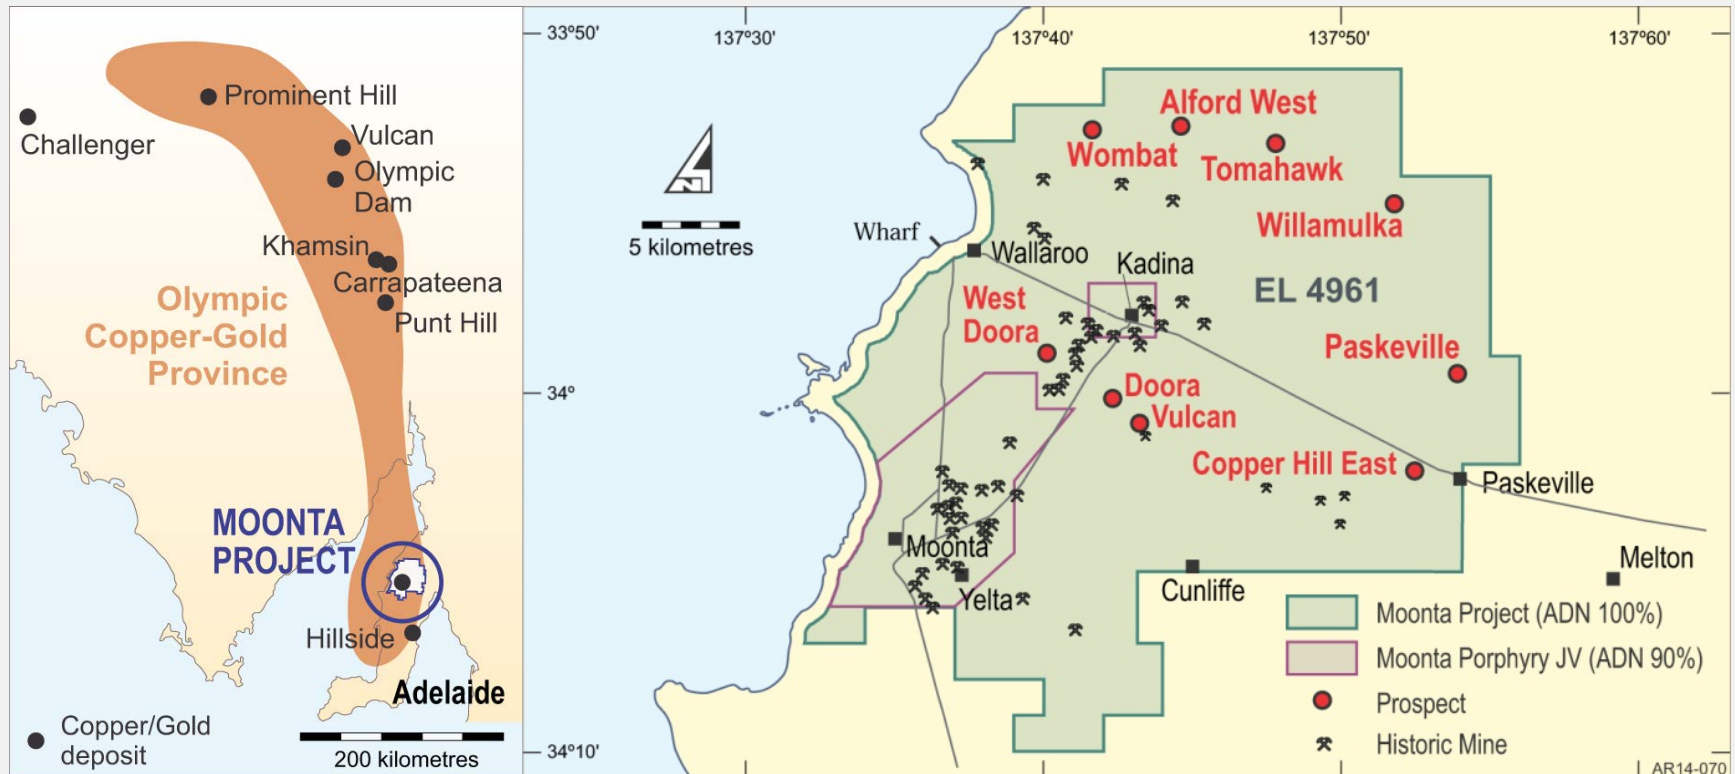 Prominent Hill
Challenger
Vulcan
Olympic
Dam
Khamsin
Carrapateena
Punt Hill
Olympic
Copper-Gold
Province
MOONTA
PROJECT
Hillside
Adelaide
Copper/Gold
deposit
200 kilometres
33°50'
34°
34°10'
137°30'
137°40'
137°50'
137°60'
N
5 kilometres
Wharf
Wallaroo
Kadina
Alford West
Wombat
Tomahawk
Willamulka
EL 4961
West
Doora
Paskeville
Doora
Vulcan
Copper Hill East
Paskeville
Moonta
Yelta
Cunliffe
Melton
Moonta Project (ADN 100%)
Moonta Porphyry JV (ADN 90%)
Prospect
Historic Mine
AR14-070